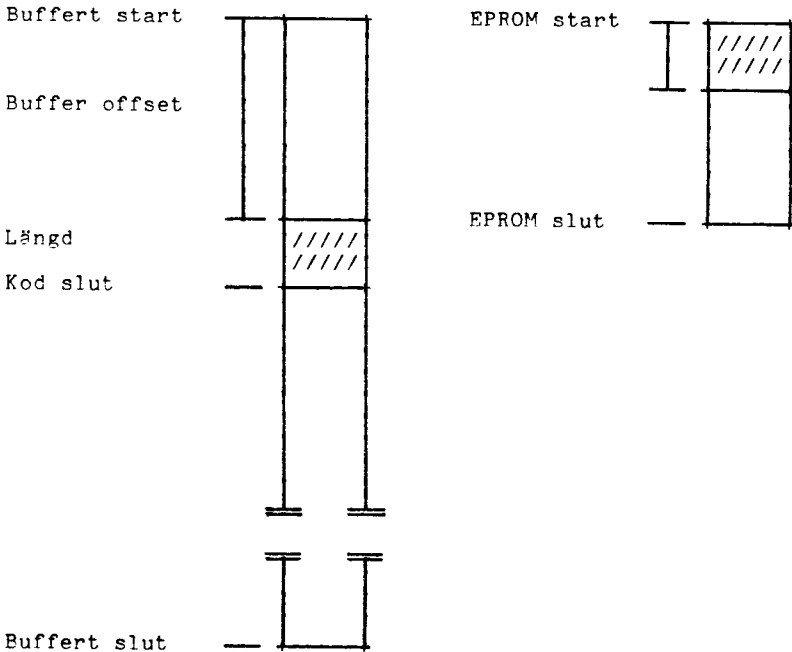 Buffert start
EPROM start
Buffer offset
EPROM slut
Längd
Kod slut
Buffert slut